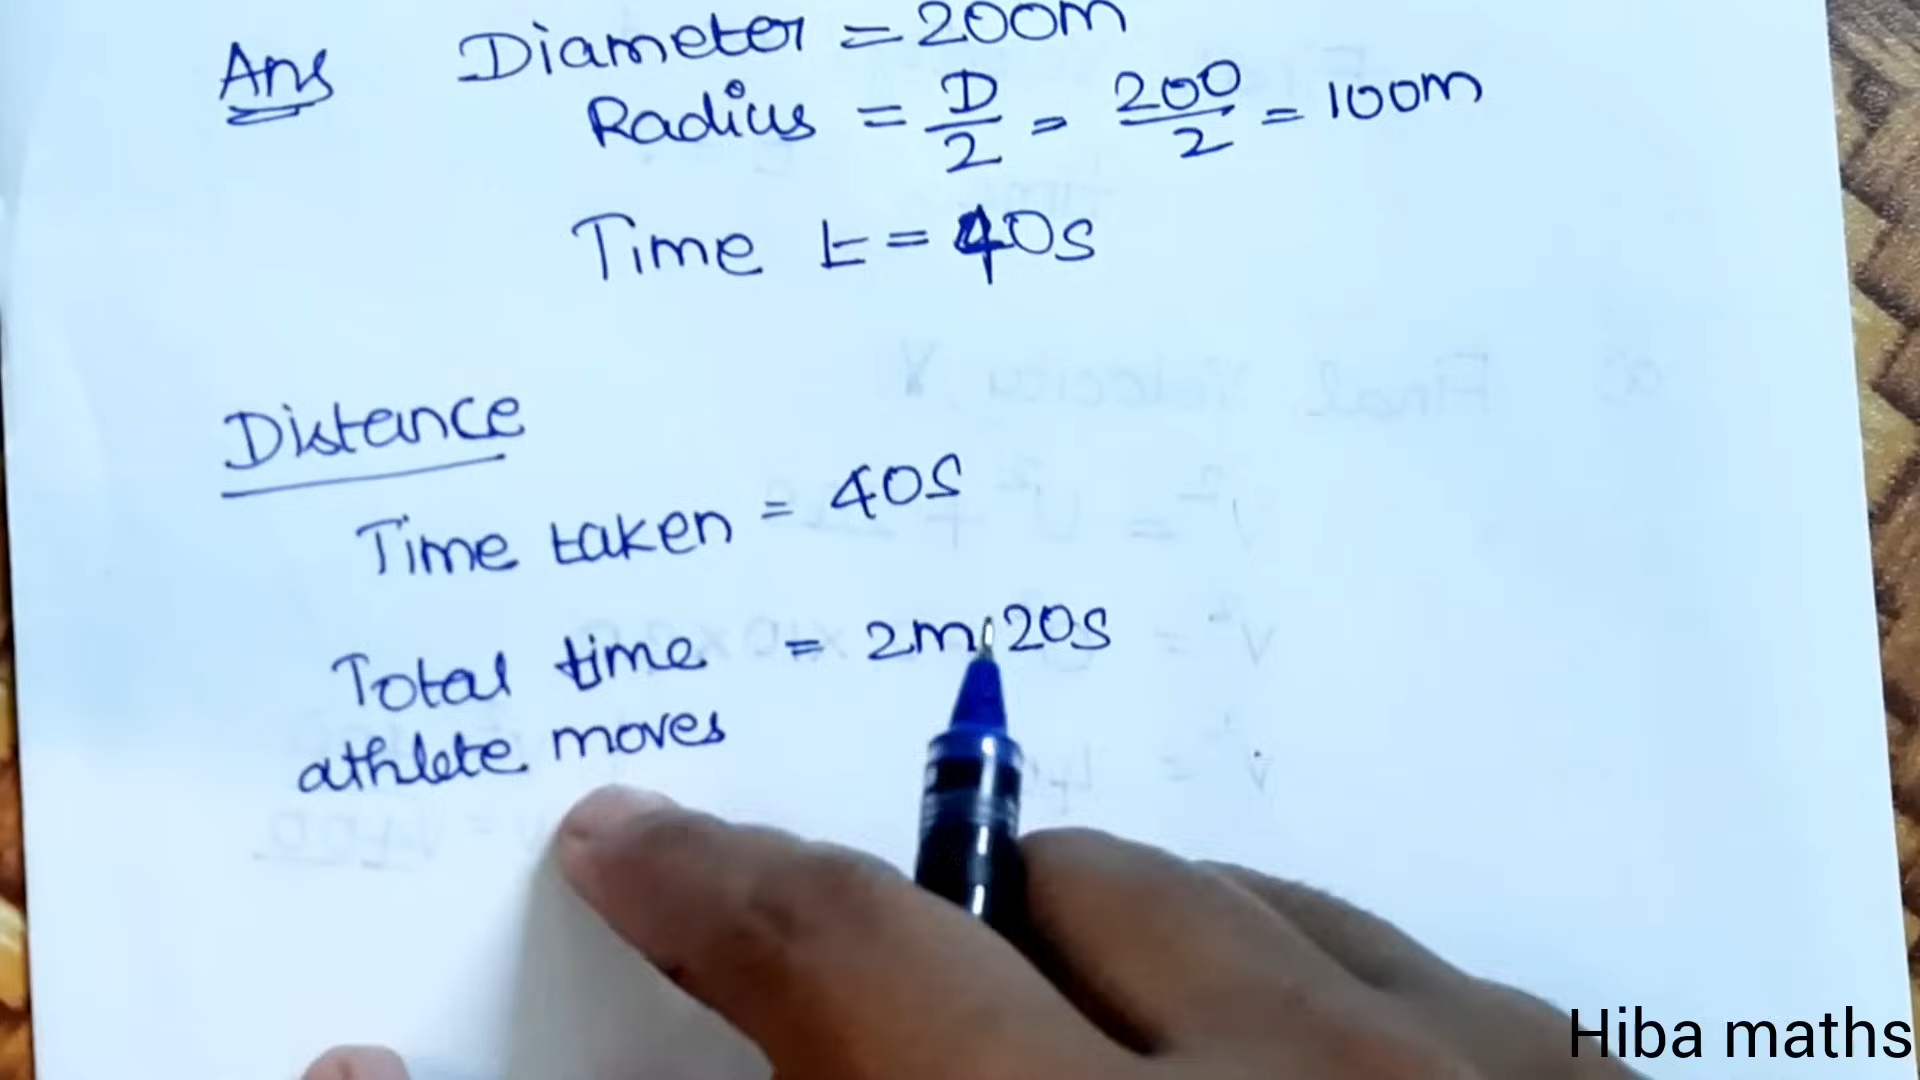 Ans Diameter = 200m
Radius = D/2 = 200/2 = 100m
Time t = 40s
Distance
Time taken = 40s
Total time = 2m 20s
athlete moves
Hiba maths